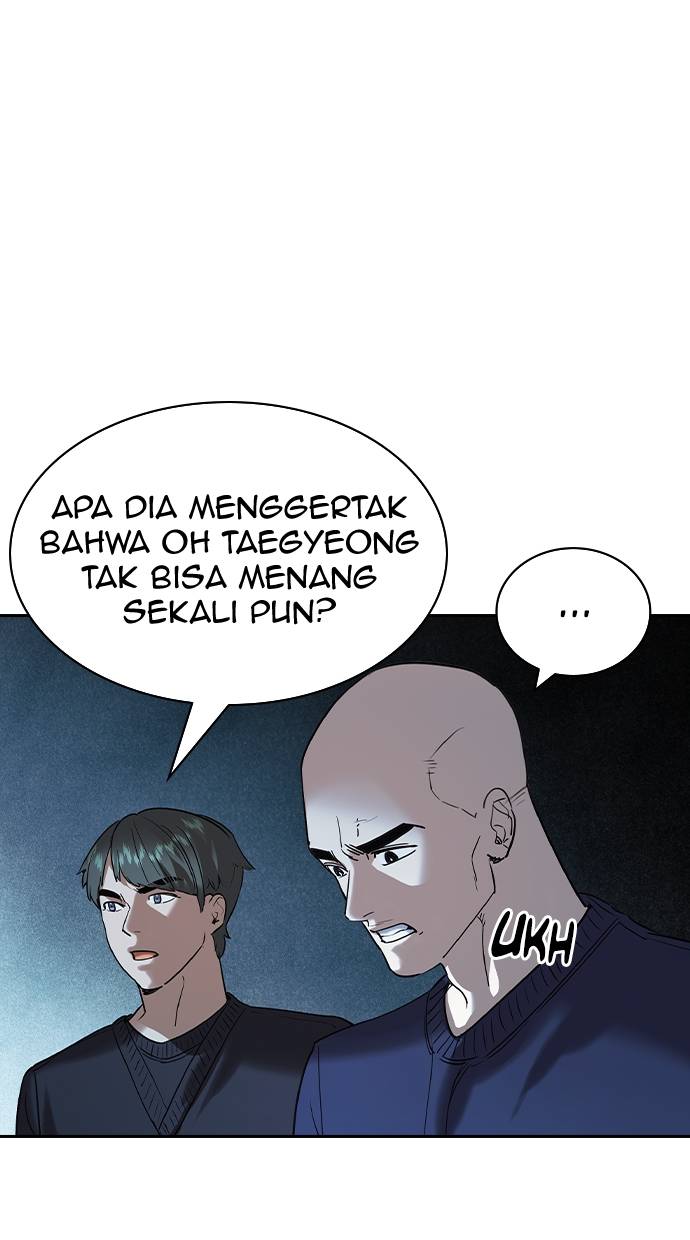 APA DIA MENGGERTAK
BAHWA OH TAEGYEONG
TAK BISA MENANG
SEKALI PUN?
...
UKH